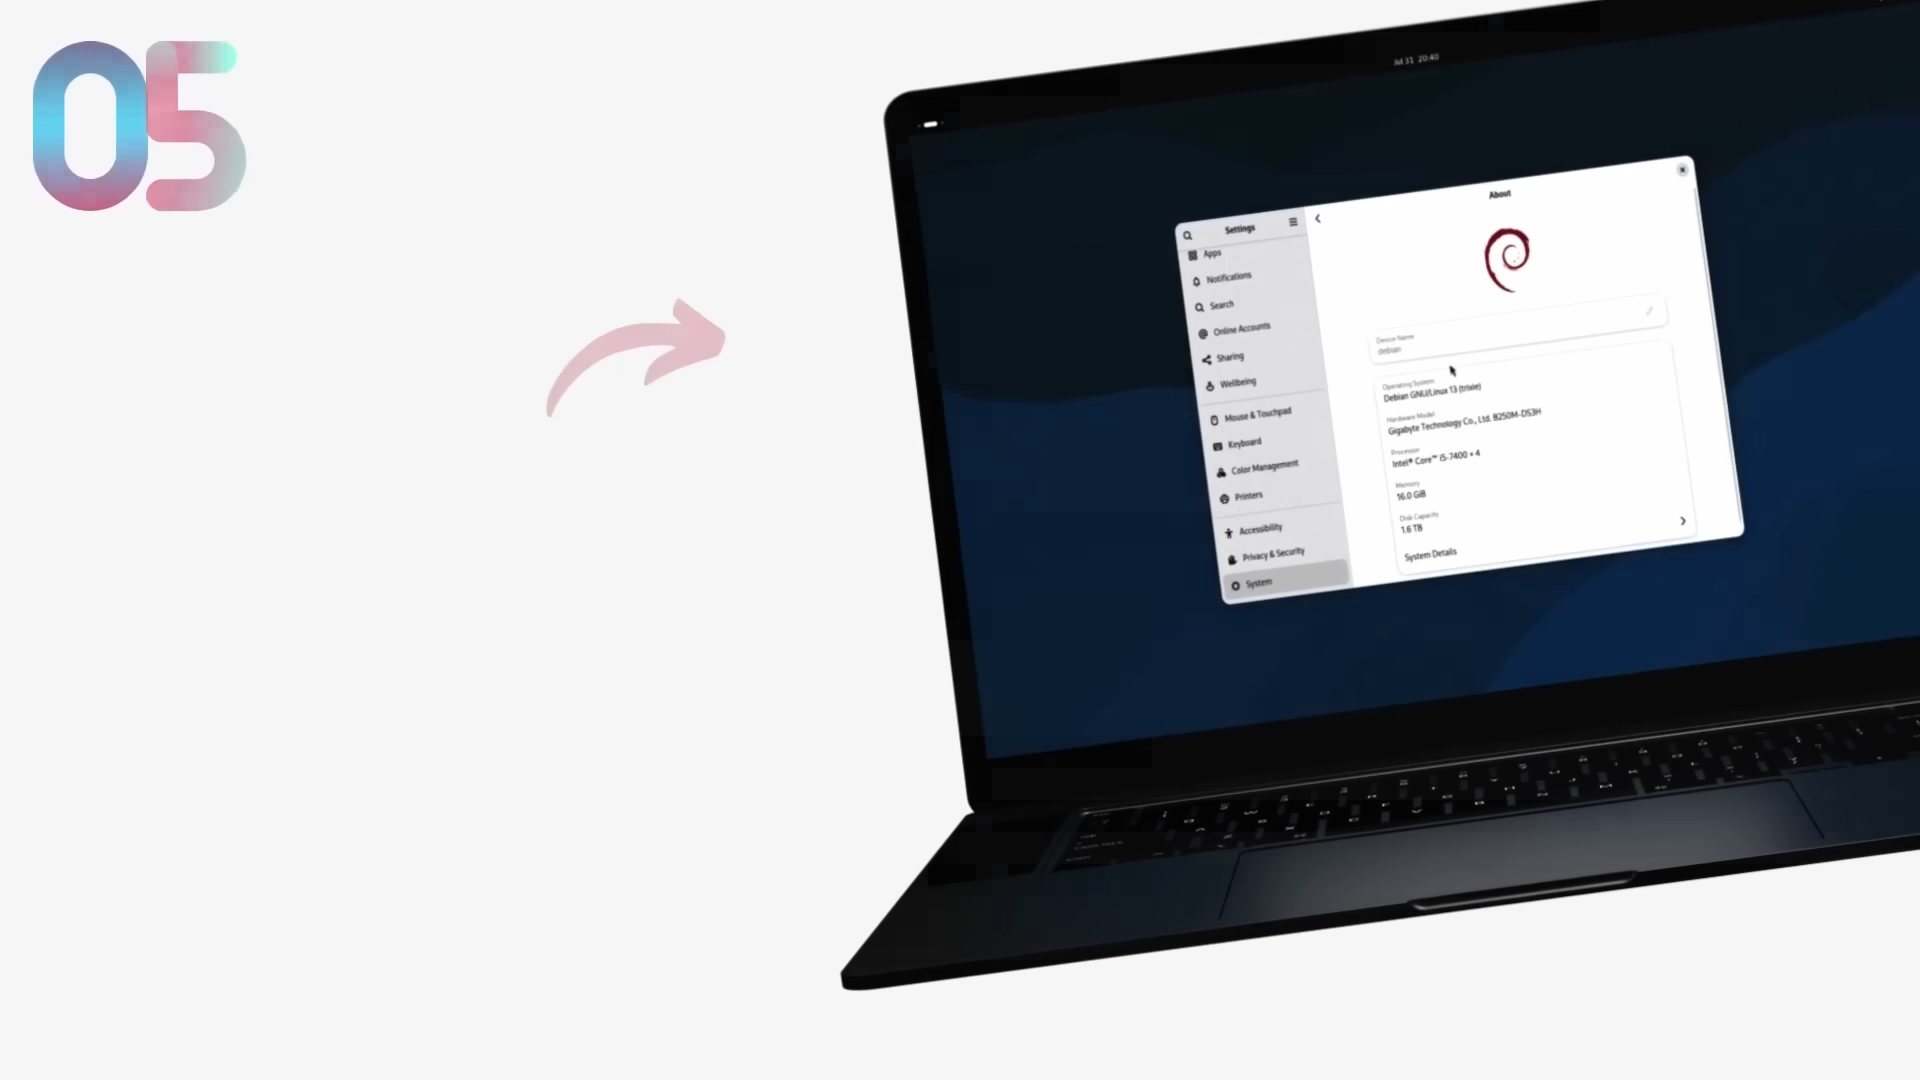 05
Jul 31 20:40
Settings
Apps
Notifications
Search
Online Accounts
Sharing
Wellbeing
Mouse & Touchpad
Keyboard
Color Management
Printers
Accessibility
Privacy & Security
System
About
Device Name
debian
Operating System
Debian GNU/Linux 13 (trixie)
Hardware Model
Gigabyte Technology Co., Ltd. B250M-DS3H
Processor
Intel® Core™ i5-7400 × 4
Memory
16.0 GiB
Disk Capacity
1.6 TB
System Details